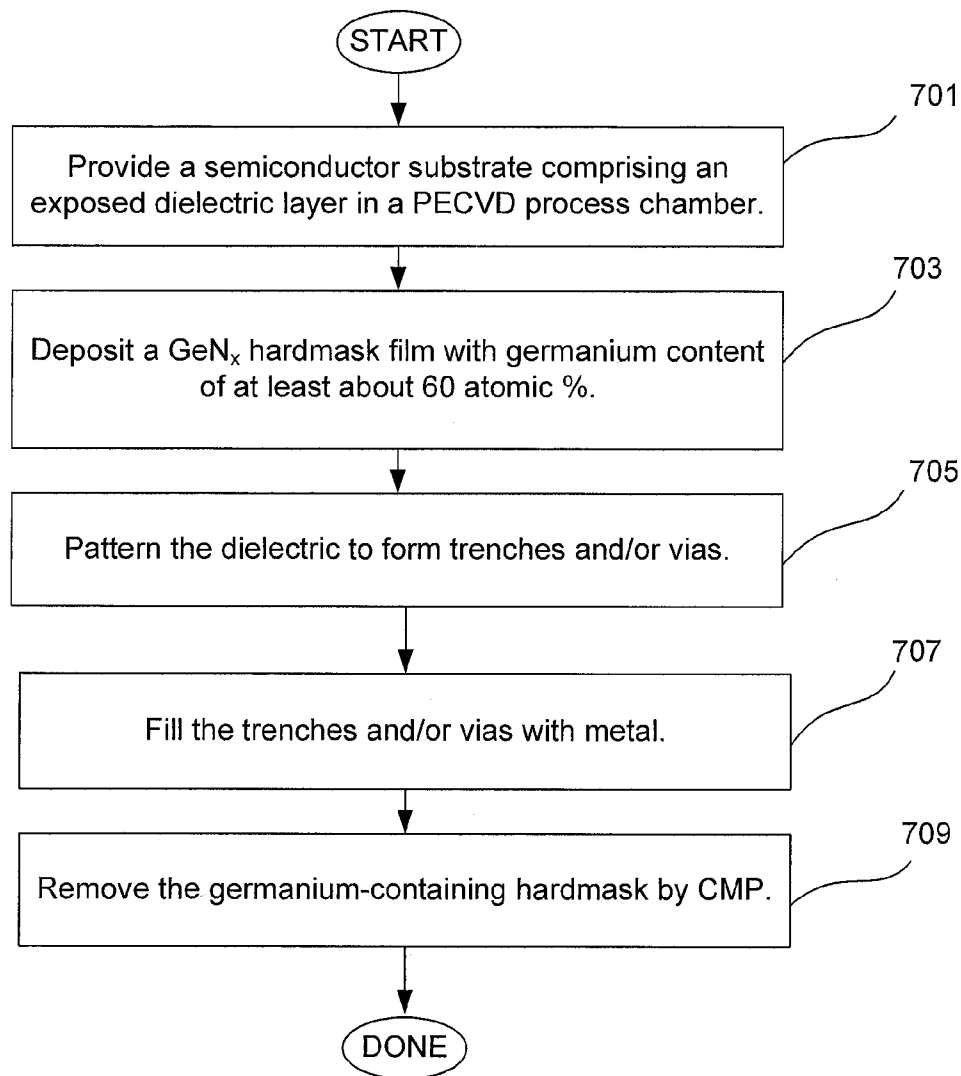 START
701
Provide a semiconductor substrate comprising an
exposed dielectric layer in a PECVD process chamber.
703
Deposit a GeNx hardmask film with germanium content
of at least about 60 atomic %.
705
Pattern the dielectric to form trenches and/or vias.
707
Fill the trenches and/or vias with metal.
709
Remove the germanium-containing hardmask by CMP.
DONE